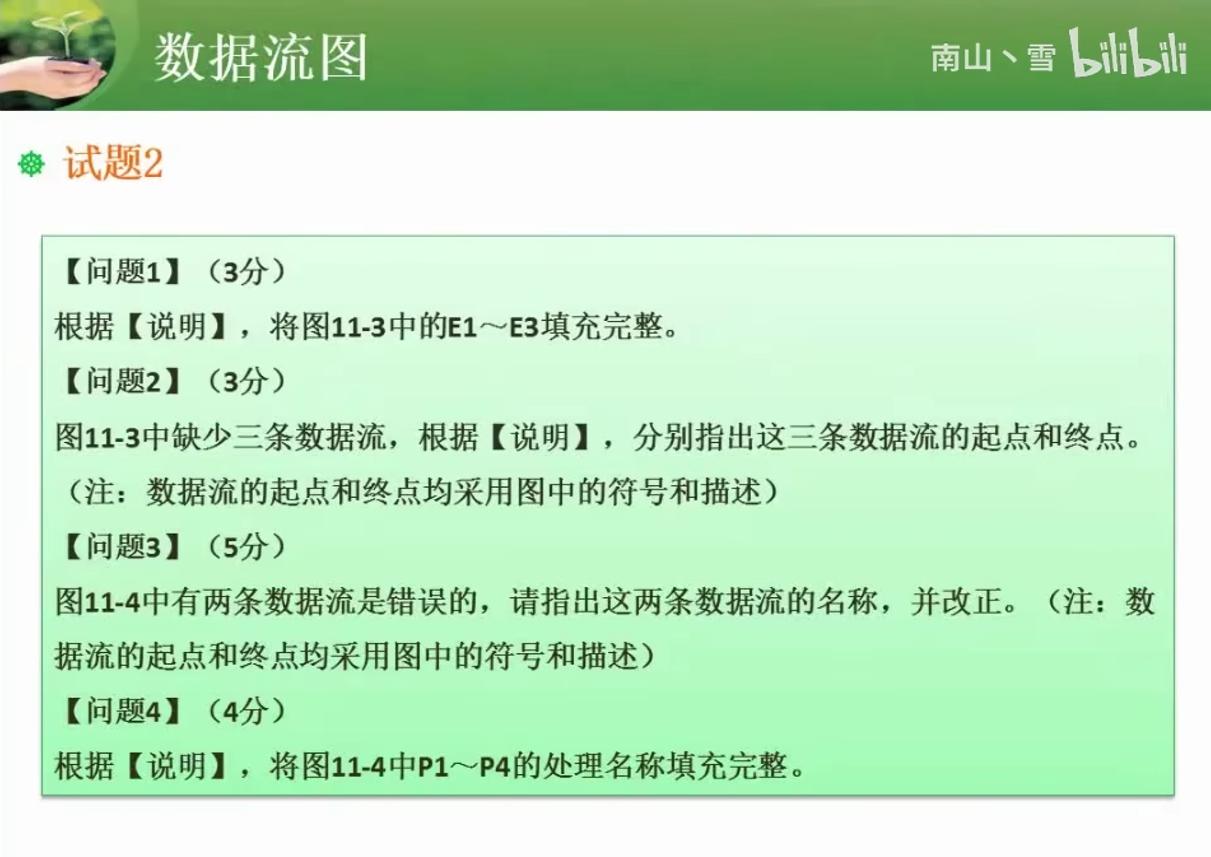 数据流图
南山丶雪 bilibili
试题2
【问题1】（3分）
根据【说明】，将图11-3中的E1～E3填充完整。
【问题2】（3分）
图11-3中缺少三条数据流，根据【说明】，分别指出这三条数据流的起点和终点。
（注：数据流的起点和终点均采用图中的符号和描述）
【问题3】（5分）
图11-4中有两条数据流是错误的，请指出这两条数据流的名称，并改正。（注：数
据流的起点和终点均采用图中的符号和描述）
【问题4】（4分）
根据【说明】，将图11-4中P1～P4的处理名称填充完整。